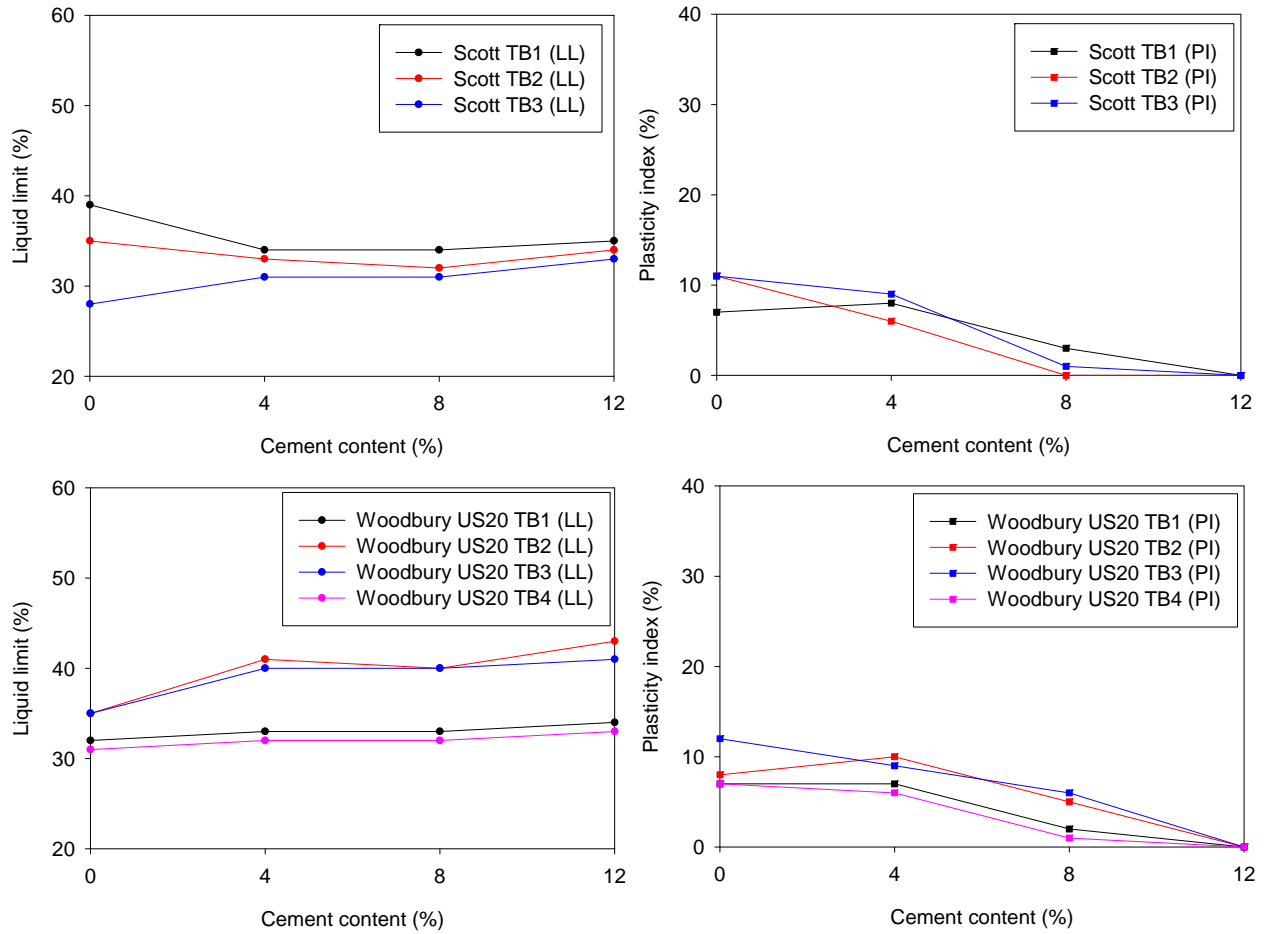 60
50
40
30
20
Liquid limit (%)
Scott TB1 (LL)
Scott TB2 (LL)
Scott TB3 (LL)
0 4 8 12
Cement content (%)
40
30
20
10
0
Plasticity index (%)
Scott TB1 (PI)
Scott TB2 (PI)
Scott TB3 (PI)
0 4 8 12
Cement content (%)
60
50
40
30
20
Liquid limit (%)
Woodbury US20 TB1 (LL)
Woodbury US20 TB2 (LL)
Woodbury US20 TB3 (LL)
Woodbury US20 TB4 (LL)
0 4 8 12
Cement content (%)
40
30
20
10
0
Plasticity index (%)
Woodbury US20 TB1 (PI)
Woodbury US20 TB2 (PI)
Woodbury US20 TB3 (PI)
Woodbury US20 TB4 (PI)
0 4 8 12
Cement content (%)